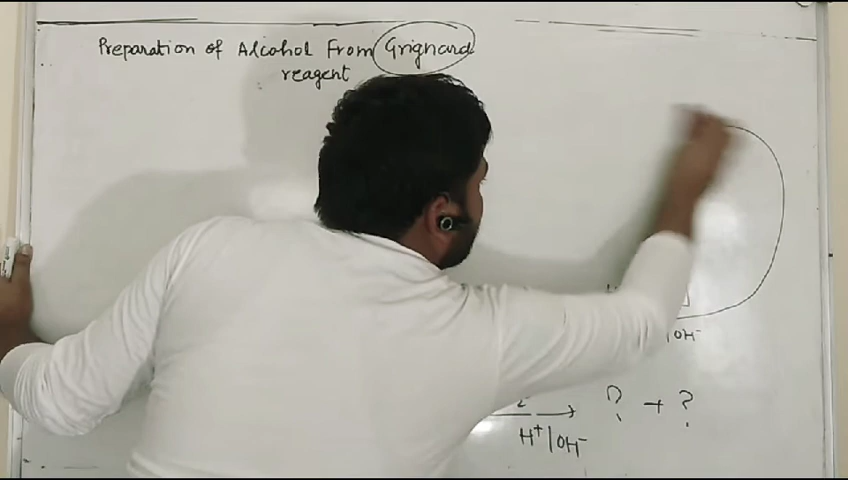 Preparation of Alcohol From Grignard
reagent
OH⁻
? + ?
H⁺/OH⁻